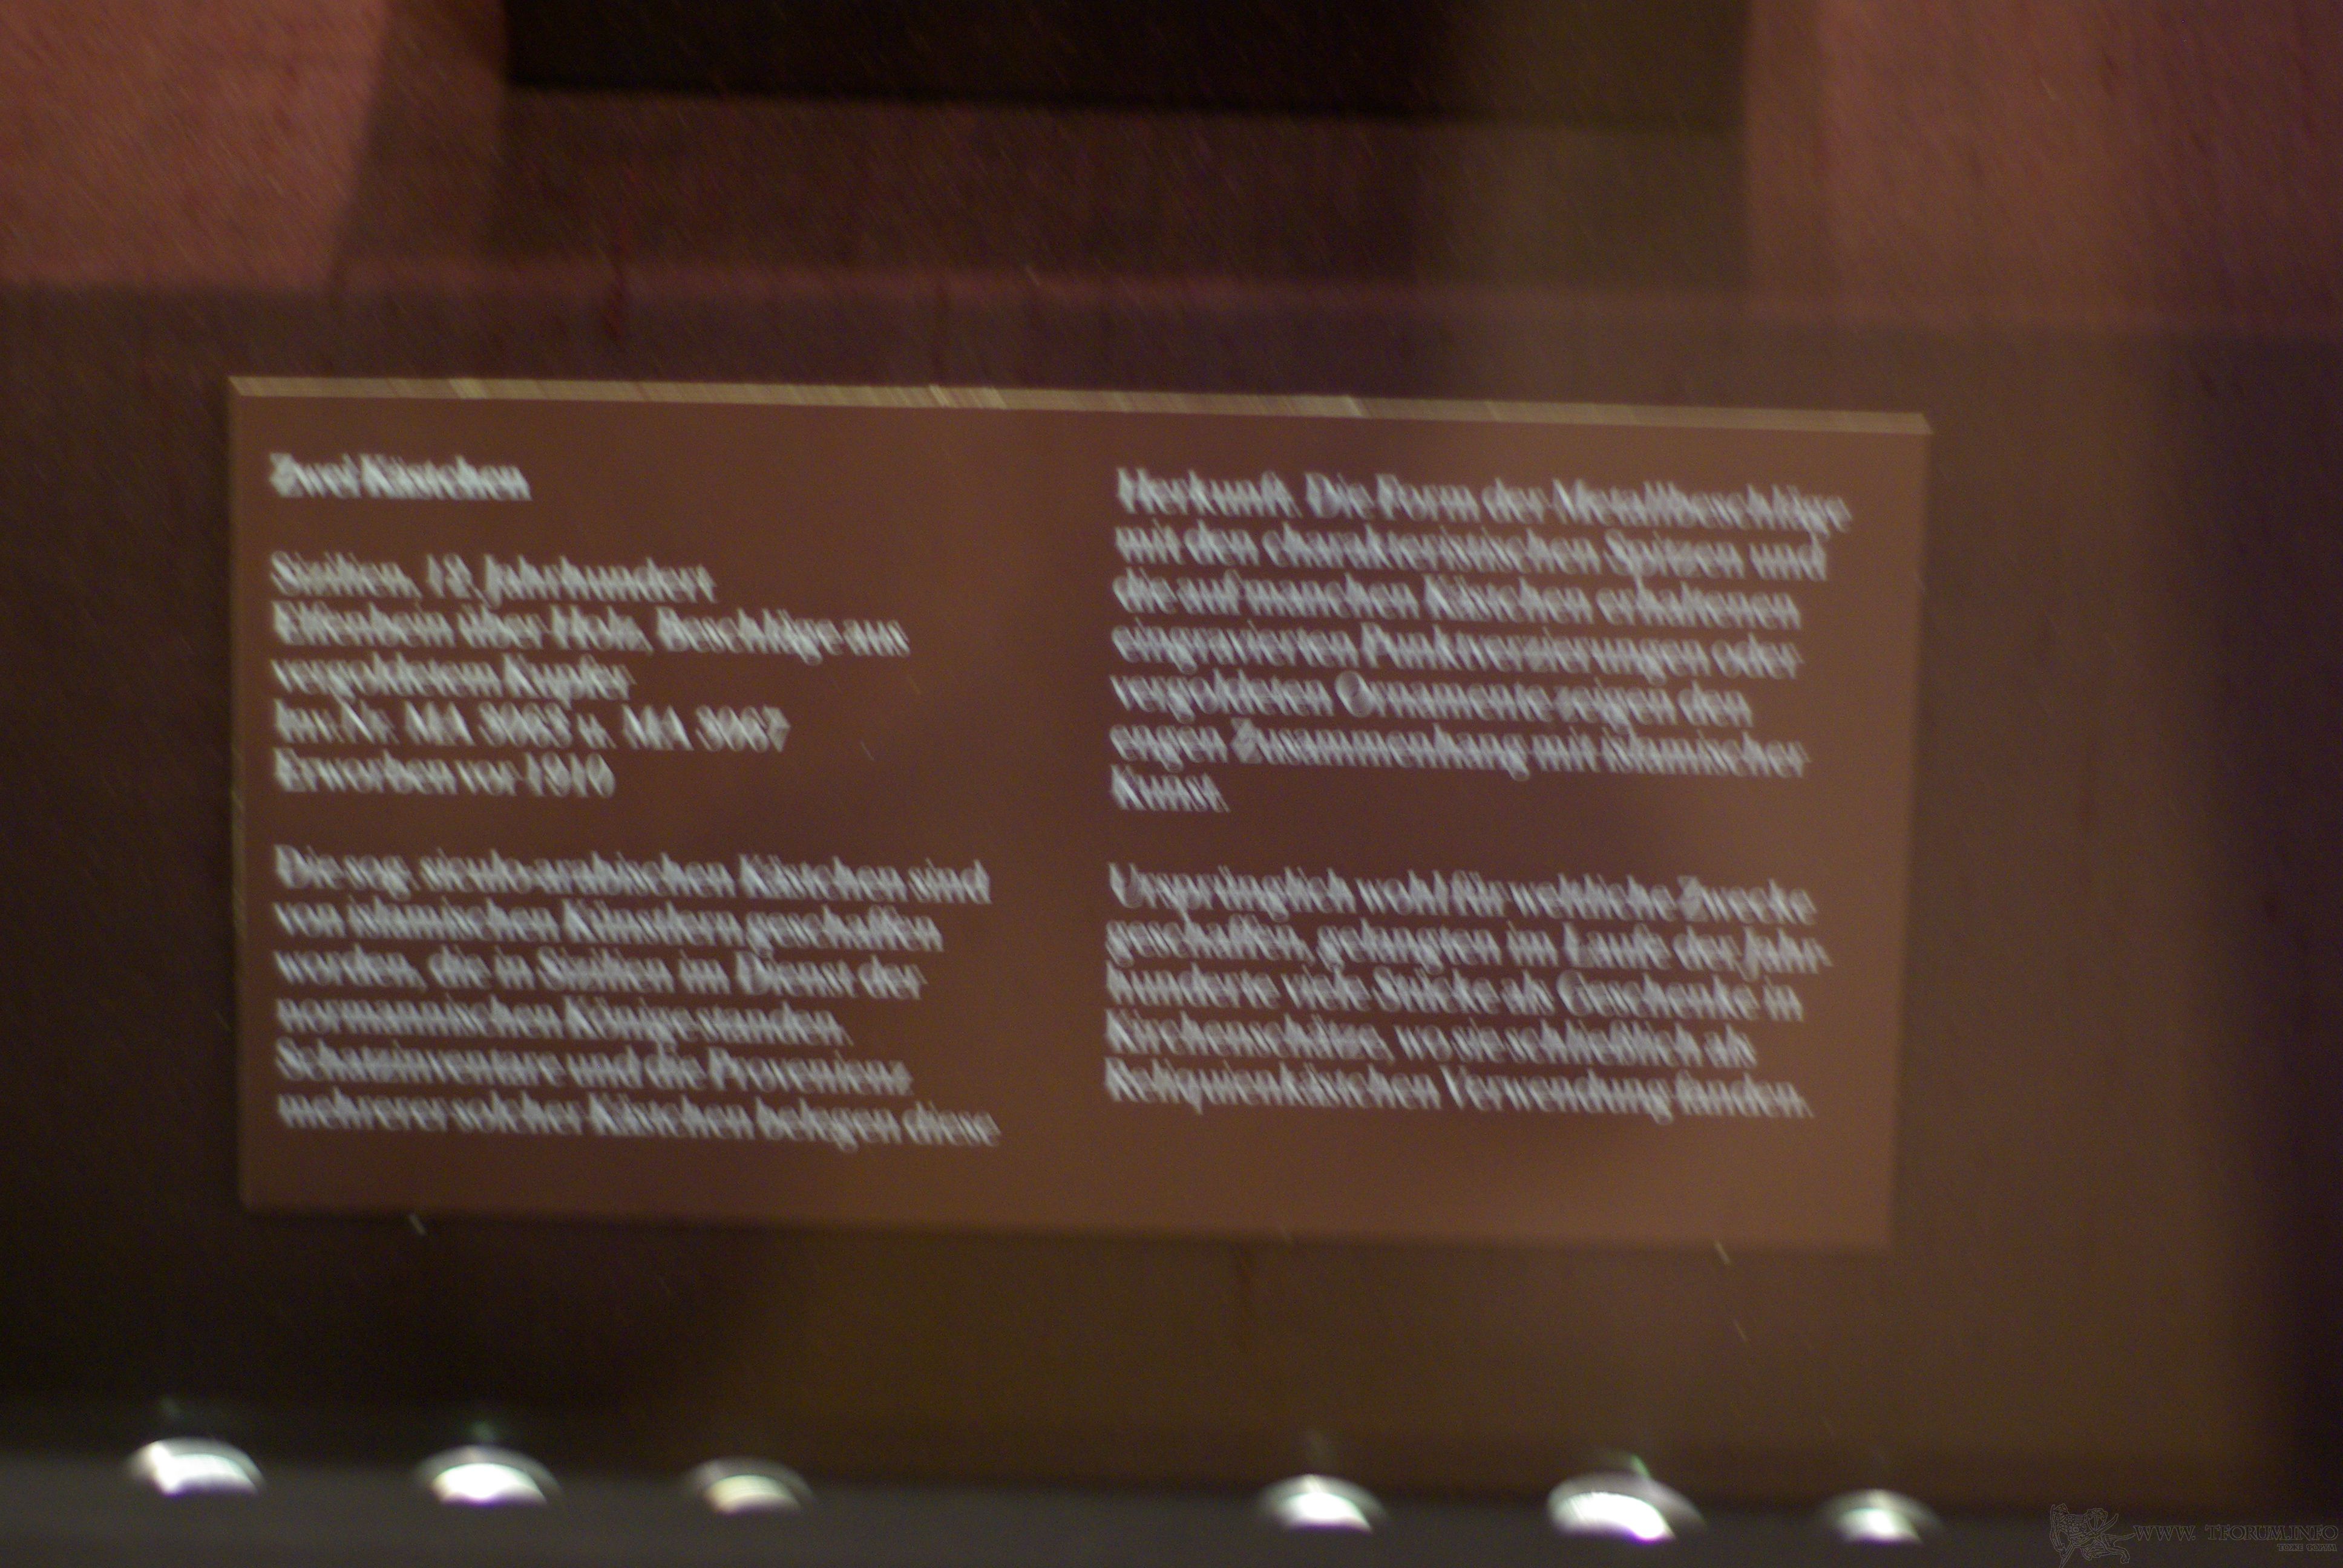 Zwei Kästchen
Sizilien, 12. Jahrhundert
Elfenbein über Holz, Beschläge aus
vergoldetem Kupfer
Inv.Nr. MA u. MA
Erworben vor
Die sog. siculo-arabischen Kästchen sind
von islamischen Künstlern geschaffen
worden, die in Sizilien im Dienst der
normannischen Könige standen.
Schatzinventare und die Provenienz
mehrerer solcher Kästchen belegen diese
Herkunft. Die Form der Metallbeschläge
mit den charakteristischen Spitzen und
die auf manchen Kästchen erhaltenen
eingravierten Punktverzierungen oder
vergoldeten Ornamente zeigen den
engen Zusammenhang mit islamischer
Kunst.
Ursprünglich wohl für weltliche Zwecke
geschaffen, gelangten im Laufe der Jahr-
hunderte viele Stücke als Geschenke in
Kirchenschätze, wo sie schließlich als
Reliquienkästchen Verwendung fanden.
WWW. TFORUM.INFO